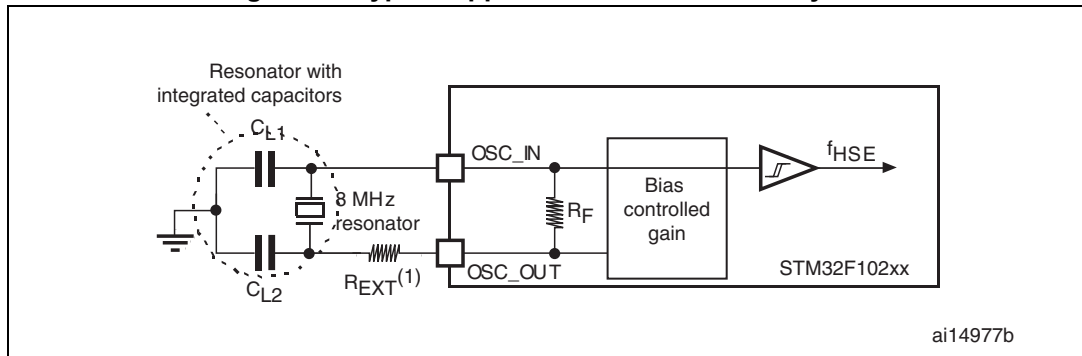 Resonator with
integrated capacitors
CL1
OSC_IN
fHSE
8 MHz
resonator
RF
Bias
controlled
gain
STM32F102xx
REXT(1)
OSC_OUT
CL2
ai14977b